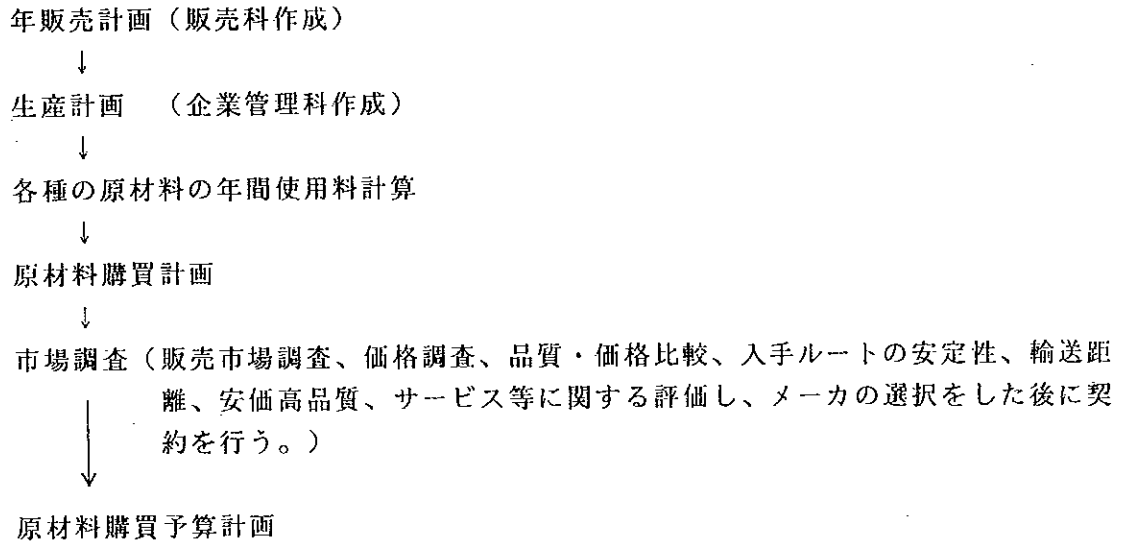 年販売計画（販売科作成）
↓
生産計画　（企業管理科作成）
↓
各種の原材料の年間使用料計算
↓
原材料購買計画
↓
市場調査（販売市場調査、価格調査、品質・価格比較、入手ルートの安定性、輸送距
離、安価高品質、サービス等に関する評価し、メーカの選択をした後に契
約を行う。）
↓
原材料購買予算計画